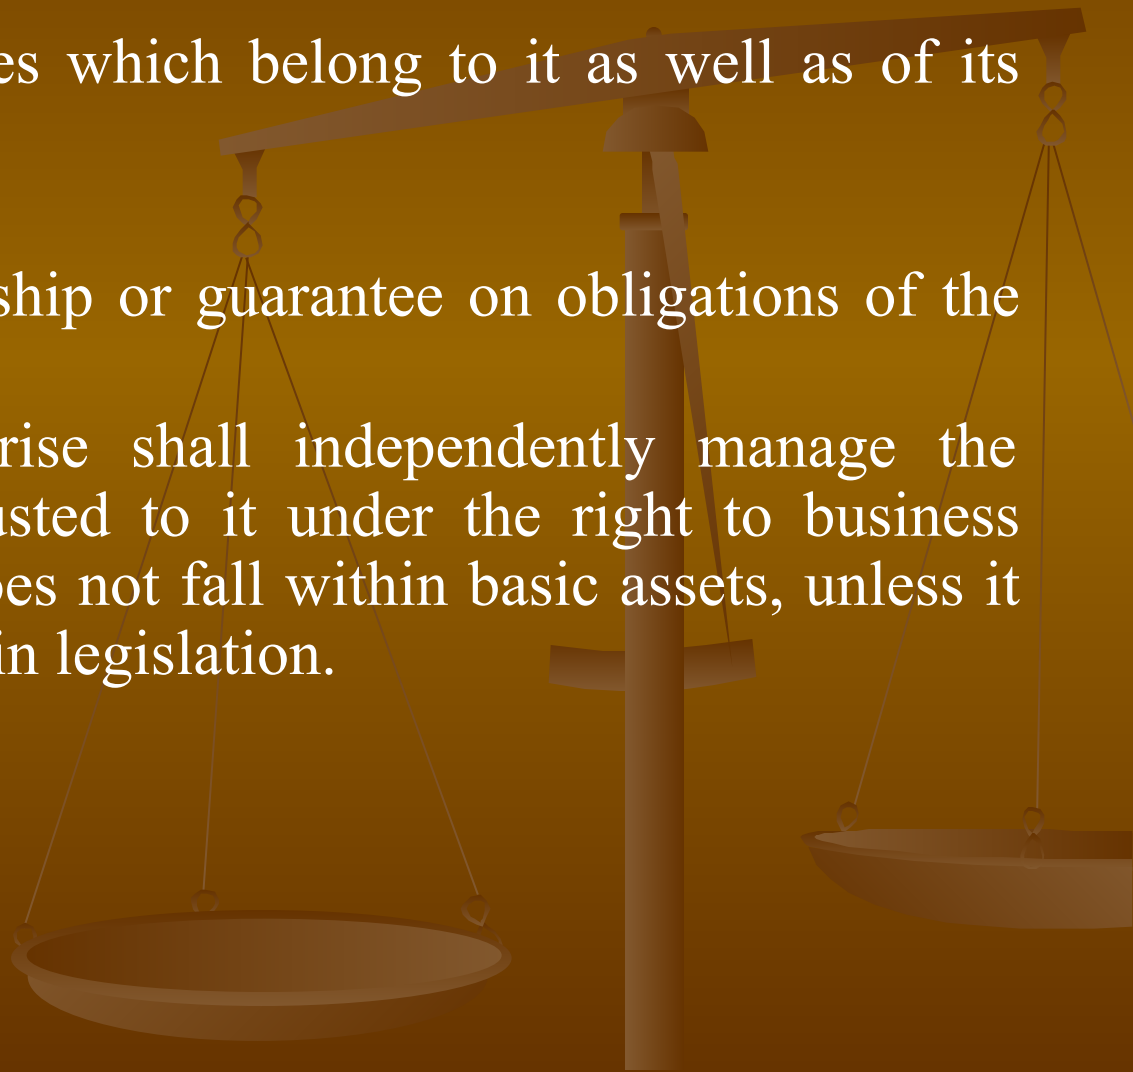 es which belong to it as well as of its
ship or guarantee on obligations of the
rise shall independently manage the
usted to it under the right to business
oes not fall within basic assets, unless it
in legislation.